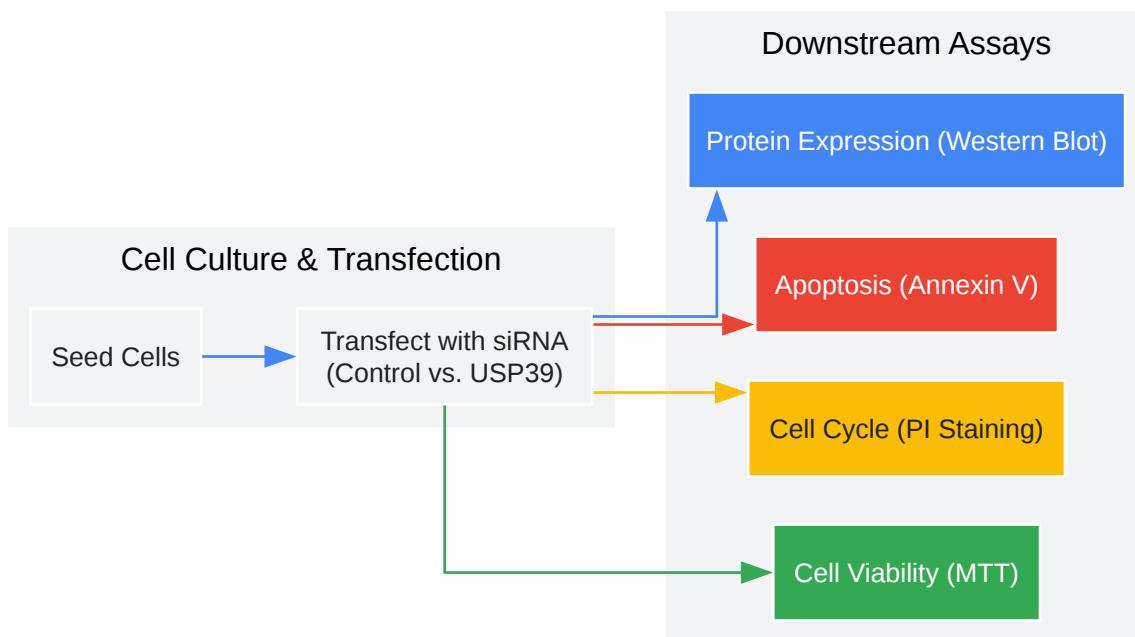 Downstream Assays
Protein Expression (Western Blot)
Apoptosis (Annexin V)
Cell Cycle (PI Staining)
Cell Viability (MTT)
Cell Culture & Transfection
Seed Cells
Transfect with siRNA
(Control vs. USP39)